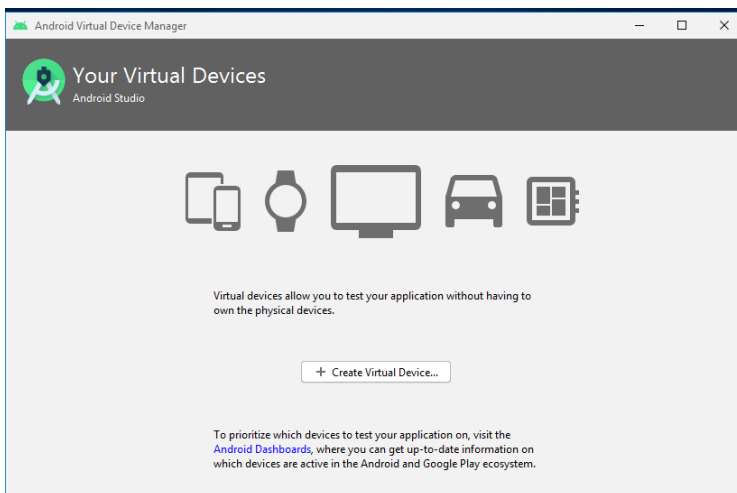 Android Virtual Device Manager
Your Virtual Devices
Android Studio
Virtual devices allow you to test your application without having to
own the physical devices.
+ Create Virtual Device...
To prioritize which devices to test your application on, visit the
Android Dashboards, where you can get up-to-date information on
which devices are active in the Android and Google Play ecosystem.